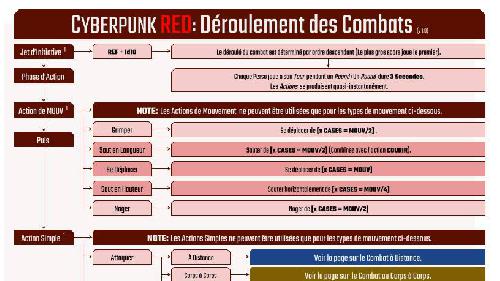 CYBERPUNK RED: Déroulement des Combats (v.1.0)
Jet d'Initiative
REF + 1d10
Le déroulé du combat est déterminé par ordre descendant (Le plus gros score joue le premier).
Phase d'Action
Chaque Perso joue a son Tour pendant un Round. Un Round dure 3 Secondes.
Les Actions se produisent quasi-instantanément.
Action de MOUV
NOTE: Les Actions de Mouvement ne peuvent être utilisées que pour les types de mouvement ci-dessous.
Puis
Grimper
Se déplacer de [x CASES = MOUV/2].
Saut en Longueur
Sauter de [x CASES = MOUV/2] (Combinée avec l'action COURIR).
Se Déplacer
Se déplacer de [x CASES = MOUV]
Saut en Hauteur
Sauter horizontalement de [x CASES = MOUV/4]
Nager
Nager de [x CASES = MOUV/2]
Action Simple
NOTE: Les Actions Simples ne peuvent être utilisées que pour les types de mouvement ci-dessous.
Attaquer
À Distance
Voir la page sur le Combat à Distance.
Corps à Corps
Voir la page sur le Combat au Corps à Corps.